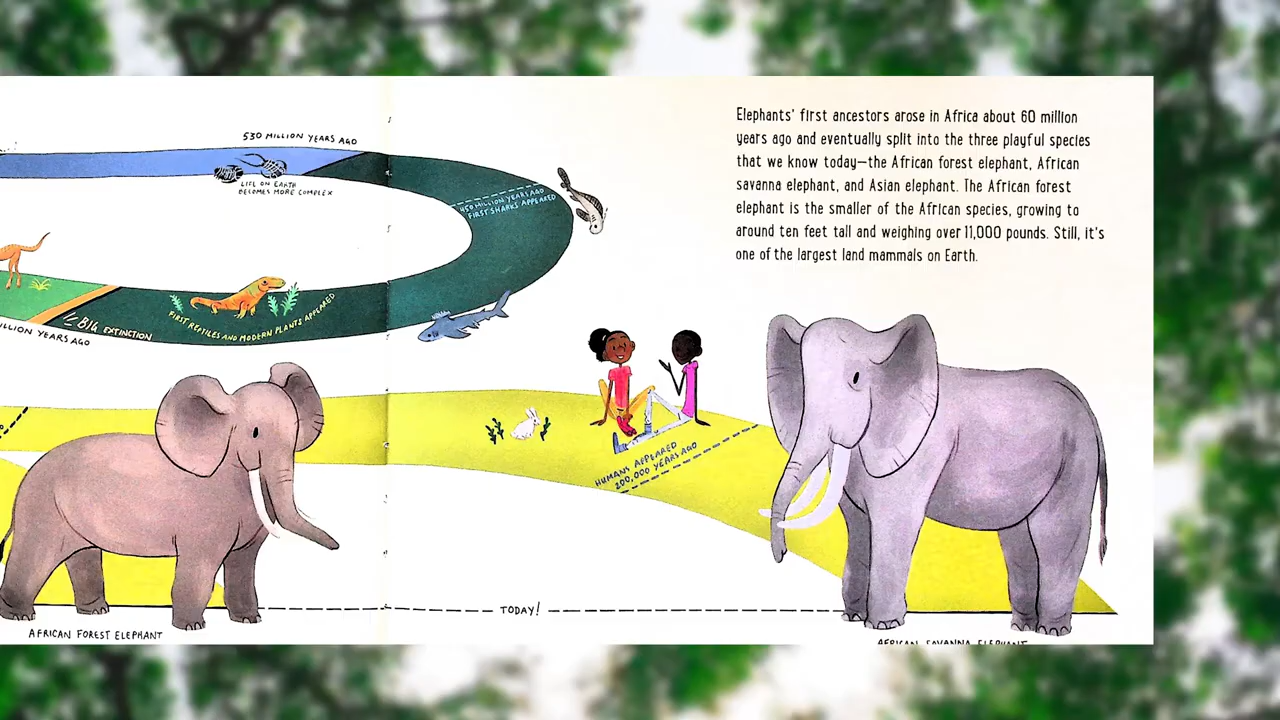 530 MILLION YEARS AGO
LIFE ON EARTH
BECOMES MORE COMPLEX
450 MILLION YEARS AGO
FIRST SHARKS APPEARED
FIRST REPTILES AND MODERN PLANTS APPEARED
BIG EXTINCTION
YEARS AGO
Elephants' first ancestors arose in Africa about 60 million
years ago and eventually split into the three playful species
that we know today—the African forest elephant, African
savanna elephant, and Asian elephant. The African forest
elephant is the smaller of the African species, growing to
around ten feet tall and weighing over 11,000 pounds. Still, it's
one of the largest land mammals on Earth.
HUMANS APPEARED
200,000 YEARS AGO
TODAY!
AFRICAN FOREST ELEPHANT
AFRICAN SAVANNA ELEPHANT